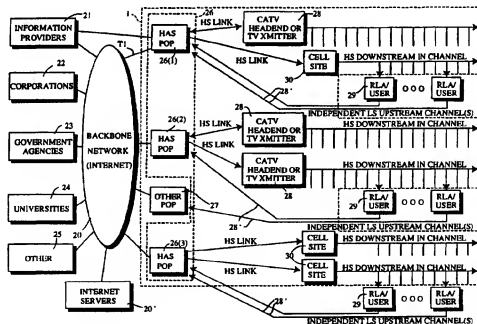 21
INFORMATION PROVIDERS
22
CORPORATIONS
23
GOVERNMENT AGENCIES
24
UNIVERSITIES
25
OTHER
20
INTERNET SERVERS
20'
T1
BACKBONE NETWORK (INTERNET)
1
26
HAS POP
26(1)
HS LINK
28
CATV HEADEND OR TV XMITTER
HS LINK
CELL SITE
30
HS DOWNSTREAM IN CHANNEL
28'
29
RLA/ USER
RLA/ USER
INDEPENDENT LS UPSTREAM CHANNEL(S)
26(2)
HAS POP
HS LINK
28
CATV HEADEND OR TV XMITTER
HS DOWNSTREAM IN CHANNEL
HS LINK
CATV HEADEND OR TV XMITTER
28
HS DOWNSTREAM IN CHANNEL
OTHER POP
27
28'
29
RLA/ USER
RLA/ USER
INDEPENDENT LS UPSTREAM CHANNEL(S)
HAS POP
26(3)
HS LINK
CELL SITE
30
HS DOWNSTREAM IN CHANNEL
HS LINK
CELL SITE
HS DOWNSTREAM IN CHANNEL
28'
29
RLA/ USER
RLA/ USER
INDEPENDENT LS UPSTREAM CHANNEL(S)